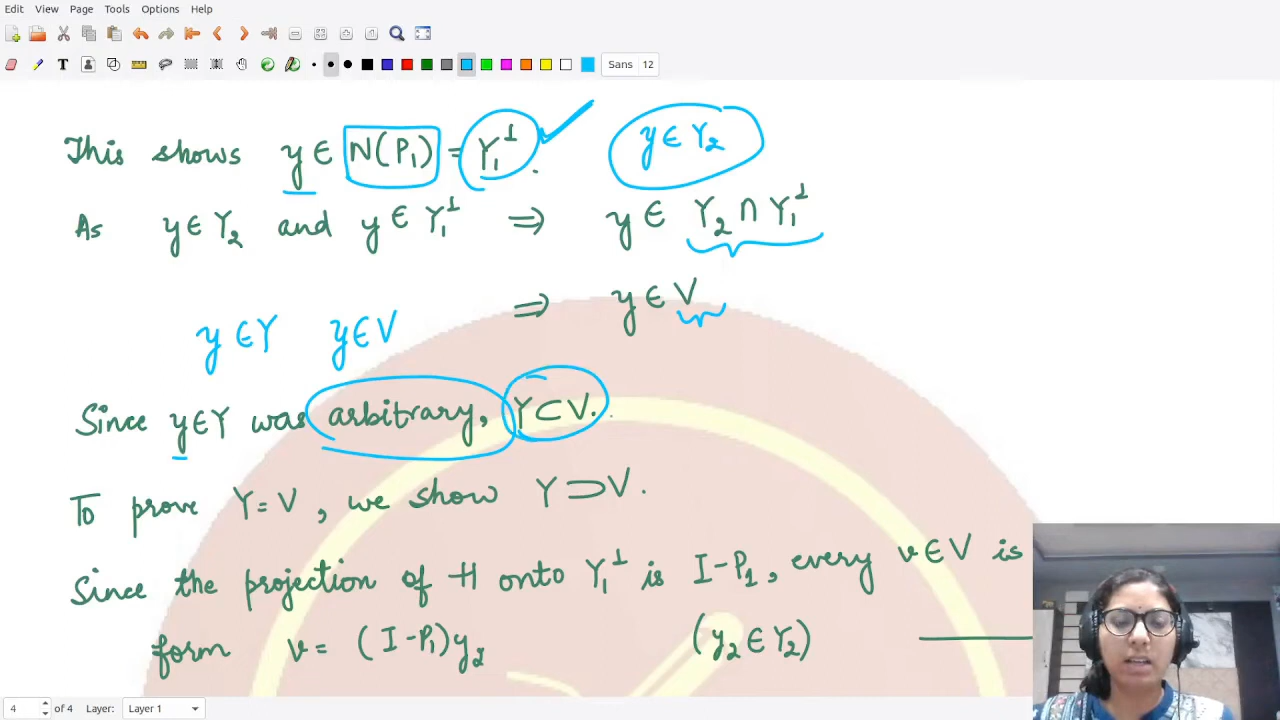 Edit View Page Tools Options Help
Sans 12
This shows y ∈ N(P₁) = Y₁^⊥. y ∈ Y₂
As y ∈ Y₂ and y ∈ Y₁^⊥ ⇒ y ∈ Y₂ ∩ Y₁^⊥
⇒ y ∈ V
y ∈ Y y ∈ V
Since y ∈ Y was arbitrary, Y ⊂ V.
To prove Y = V, we show Y ⊃ V.
Since the projection of H onto Y₁^⊥ is I-P₁, every v ∈ V is
form v = (I-P₁)y₂ (y₂ ∈ Y₂)
4 of 4 Layer: Layer 1